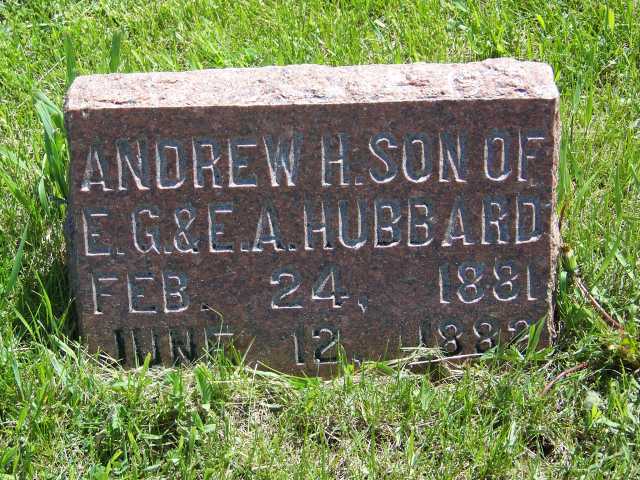 ANDREW H. SON OF
E.G. & E.A. HUBBARD
FEB. 24, 1881
JUNE 12, 1882